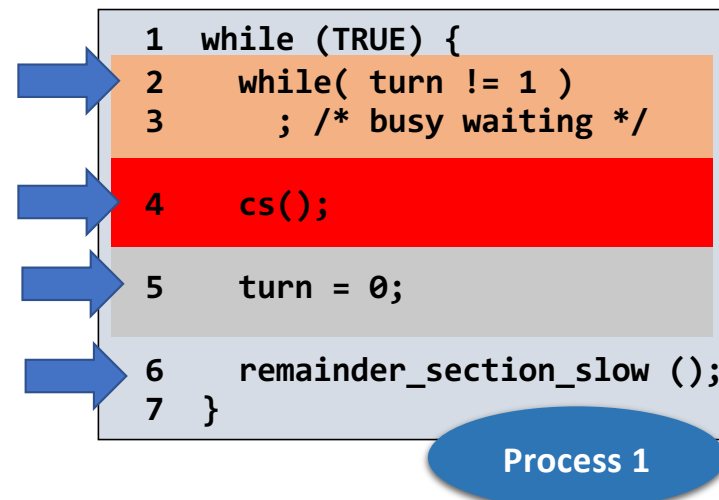 1 while (TRUE) {
2 while( turn != 1 )
3 ; /* busy waiting */
4 cs();
5 turn = 0;
6 remainder_section_slow ();
7 }
Process 1